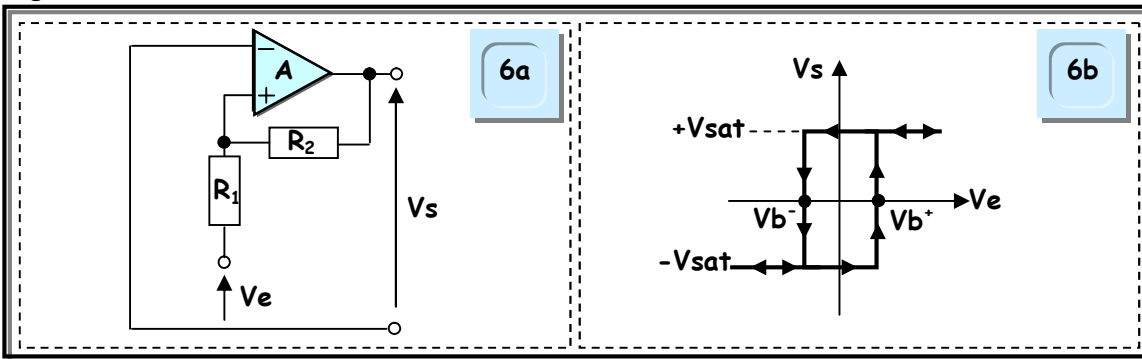 6a
−
A
+
R₂
R₁
Vs
Ve
6b
Vs
+Vsat
Ve
Vb⁻
Vb⁺
-Vsat